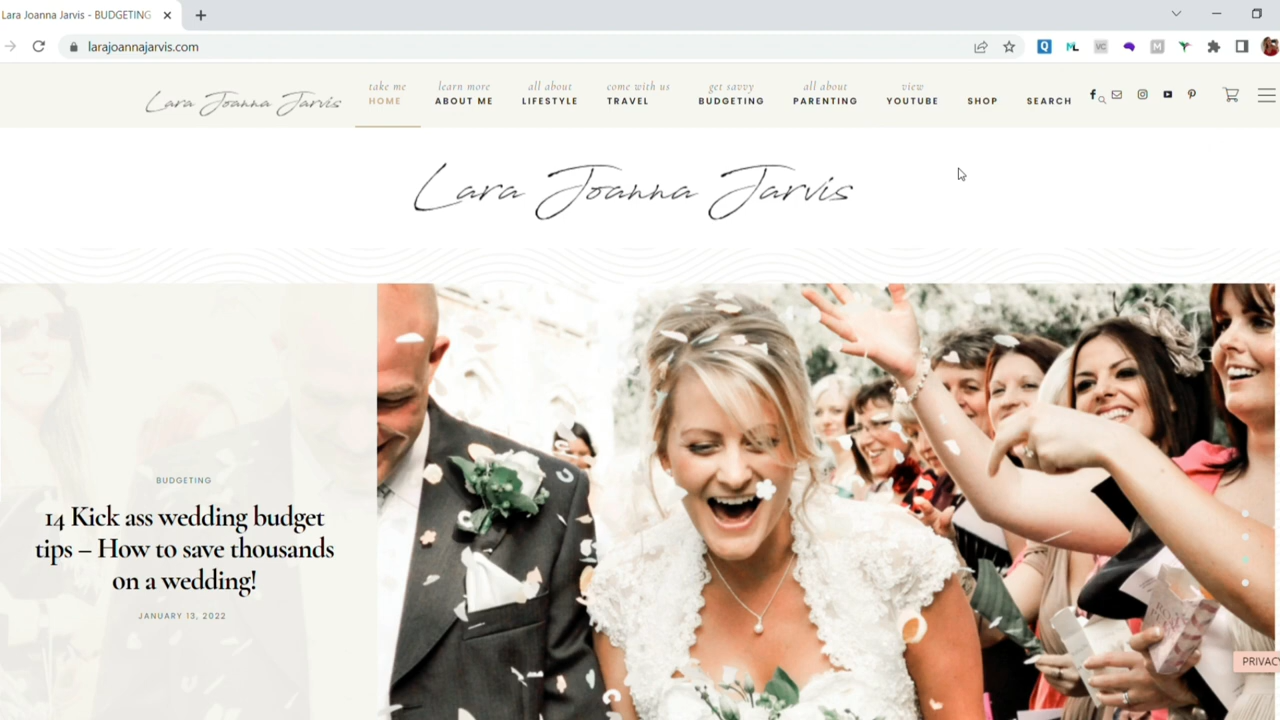 Lara Joanna Jarvis - BUDGETING
larajoannajarvis.com
Lara Joanna Jarvis
take me
HOME
learn more
ABOUT ME
all about
LIFESTYLE
come with us
TRAVEL
get savvy
BUDGETING
all about
PARENTING
view
YOUTUBE
SHOP
SEARCH
Lara Joanna Jarvis
BUDGETING
14 Kick ass wedding budget
tips – How to save thousands
on a wedding!
JANUARY 13, 2022
PRIVACY